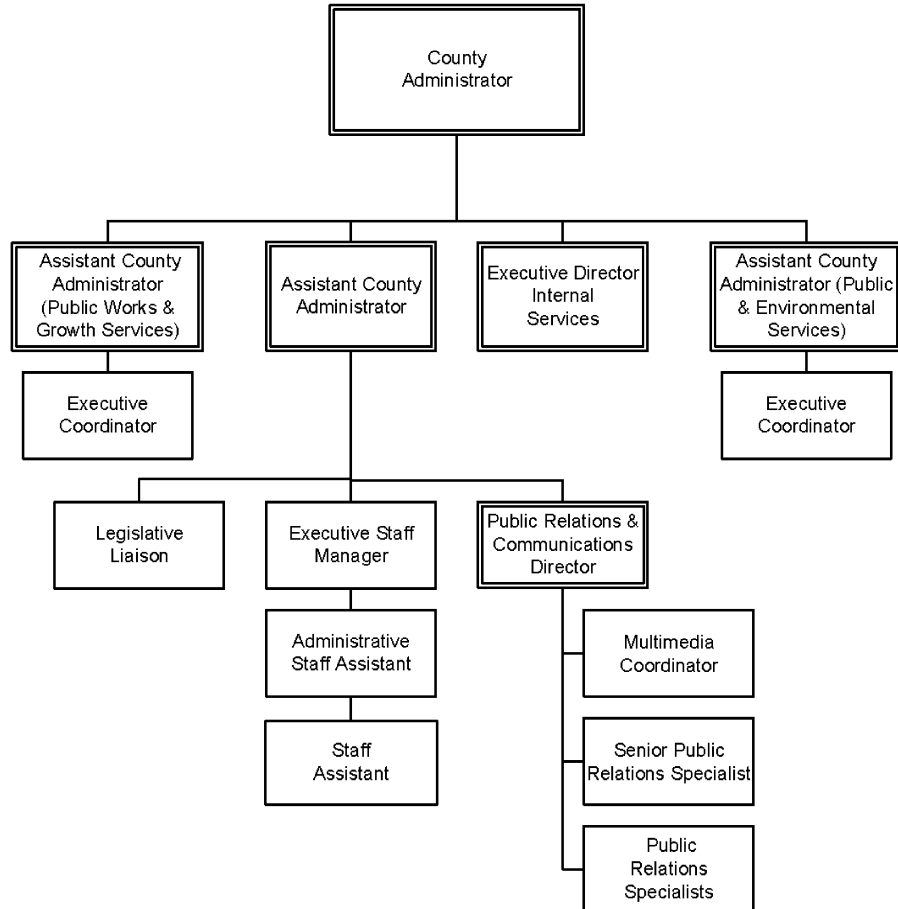 County
Administrator
Assistant County
Administrator
(Public Works &
Growth Services)
Assistant County
Administrator
Executive Director
Internal
Services
Assistant County
Administrator (Public
& Environmental
Services)
Executive
Coordinator
Executive
Coordinator
Legislative
Liaison
Executive Staff
Manager
Public Relations &
Communications
Director
Administrative
Staff Assistant
Multimedia
Coordinator
Staff
Assistant
Senior Public
Relations Specialist
Public
Relations
Specialists